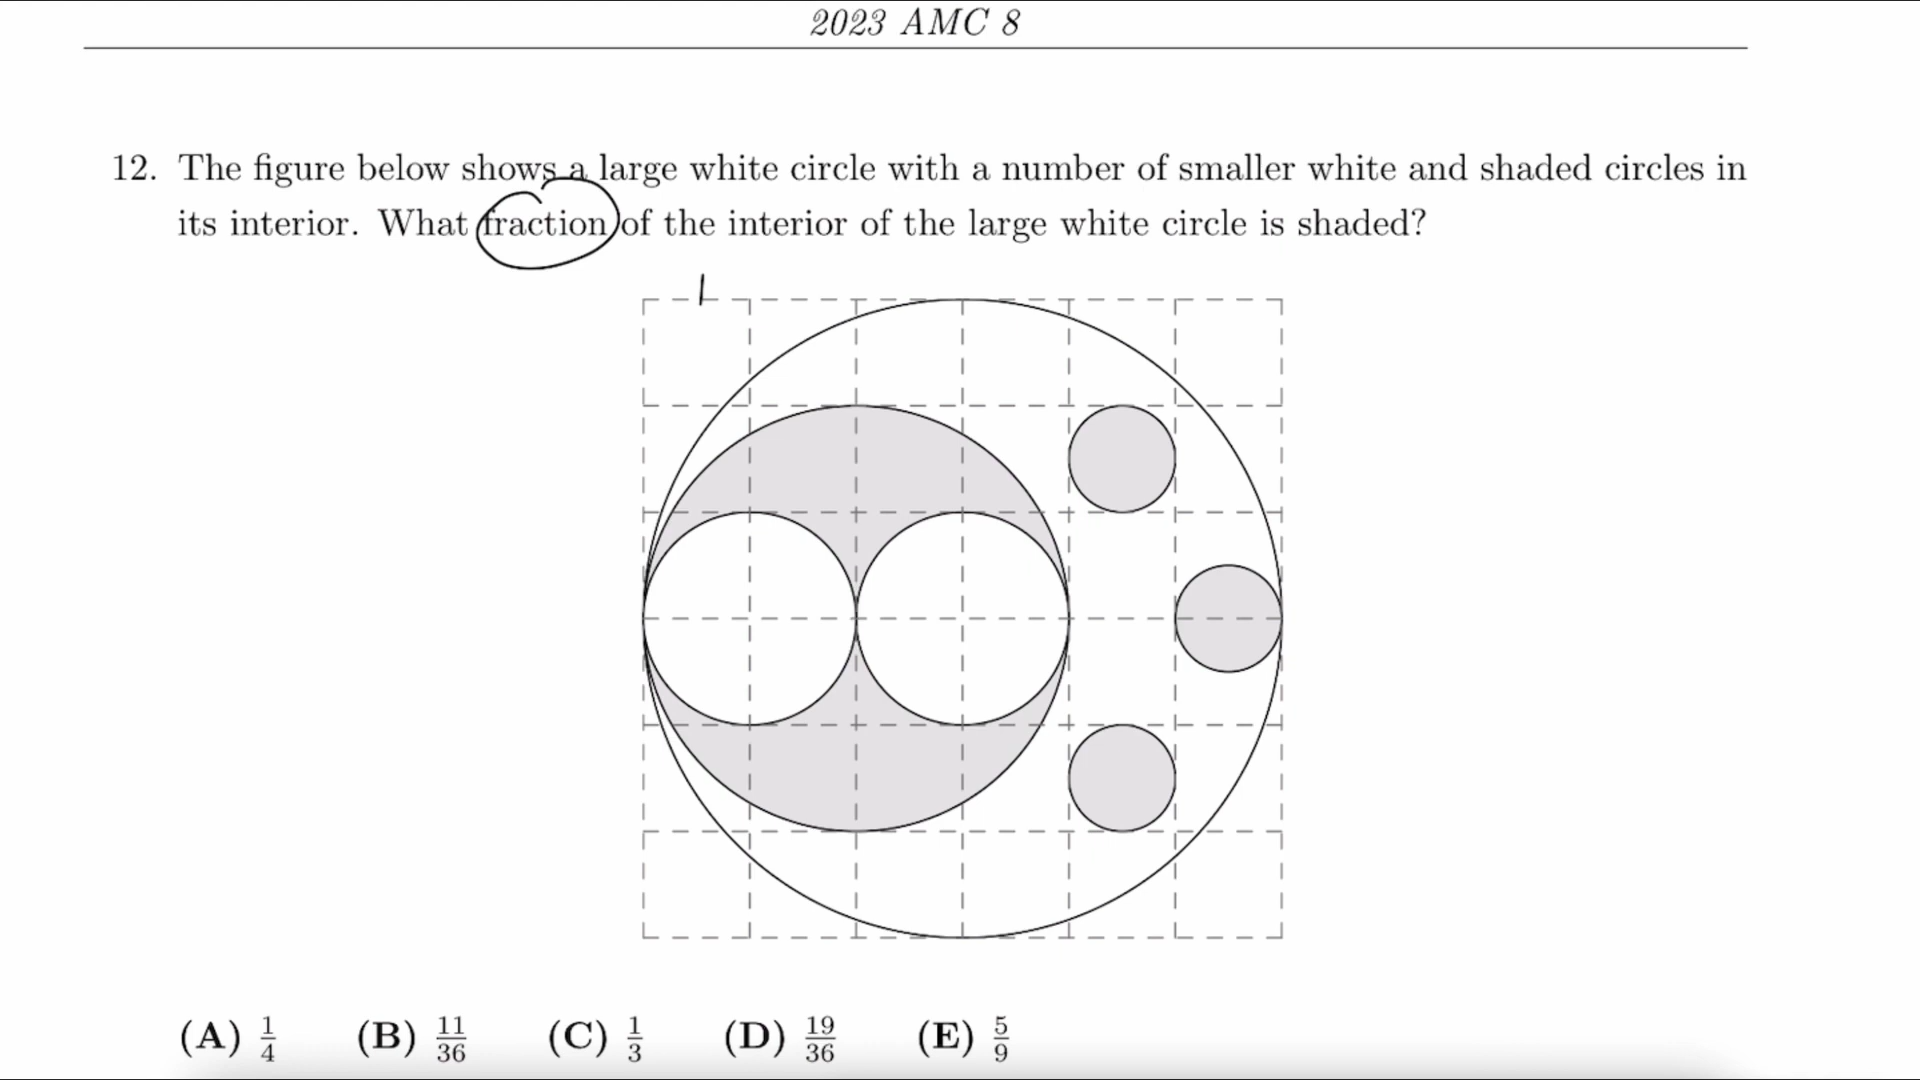 2023 AMC 8
12. The figure below shows a large white circle with a number of smaller white and shaded circles in
its interior. What fraction of the interior of the large white circle is shaded?
1
(A) 1/4 (B) 11/36 (C) 1/3 (D) 19/36 (E) 5/9